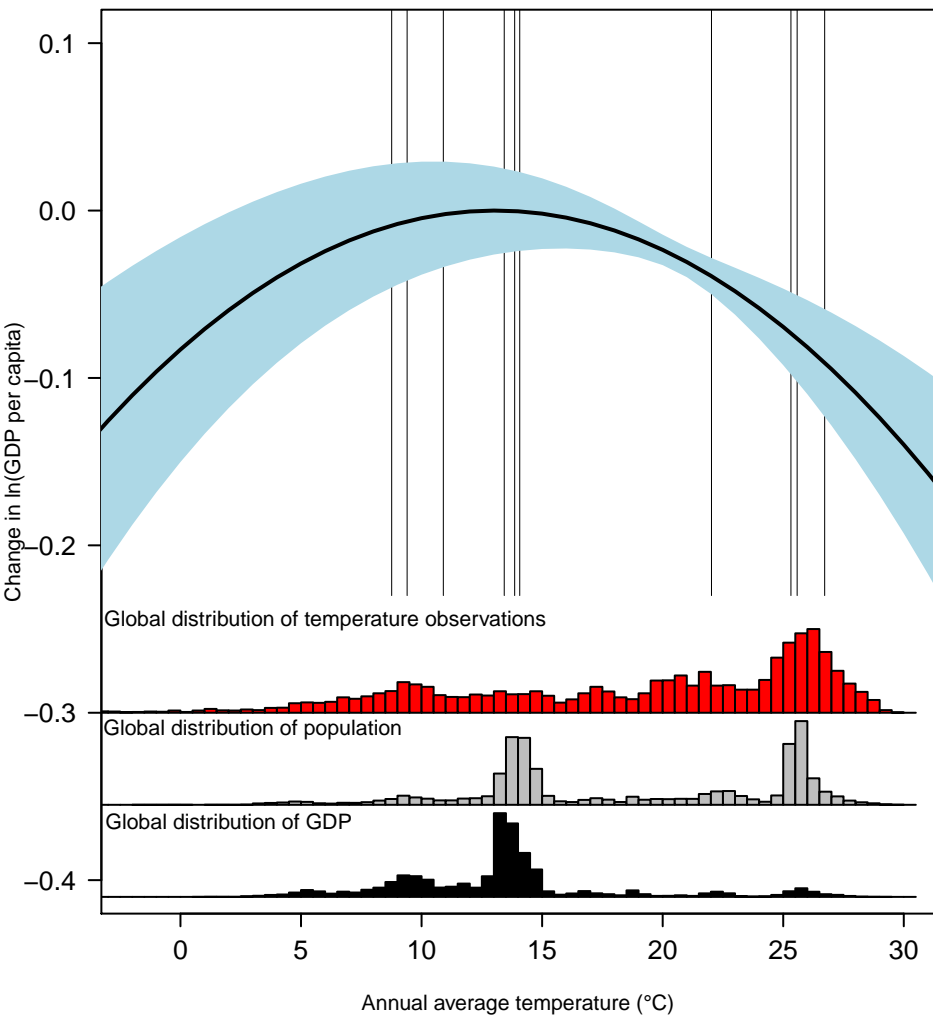 0.1
0.0
−0.1
−0.2
−0.3
−0.4
Change in ln(GDP per capita)
Global distribution of temperature observations
Global distribution of population
Global distribution of GDP
0 5 10 15 20 25 30
Annual average temperature (°C)